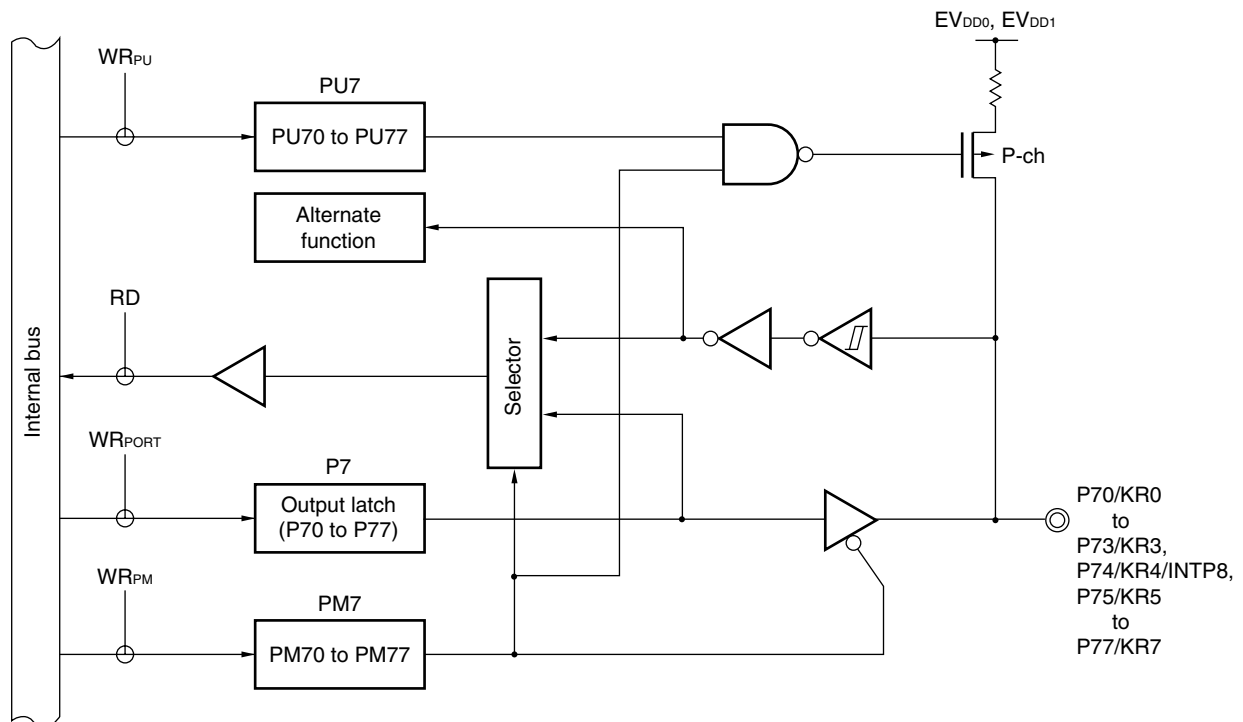 EVDD0, EVDD1
WRPU
PU7
PU70 to PU77
P-ch
Alternate
function
RD
Selector
Internal bus
WRPORT
P7
Output latch
(P70 to P77)
P70/KR0
to
P73/KR3,
P74/KR4/INTP8,
P75/KR5
to
P77/KR7
WRPM
PM7
PM70 to PM77